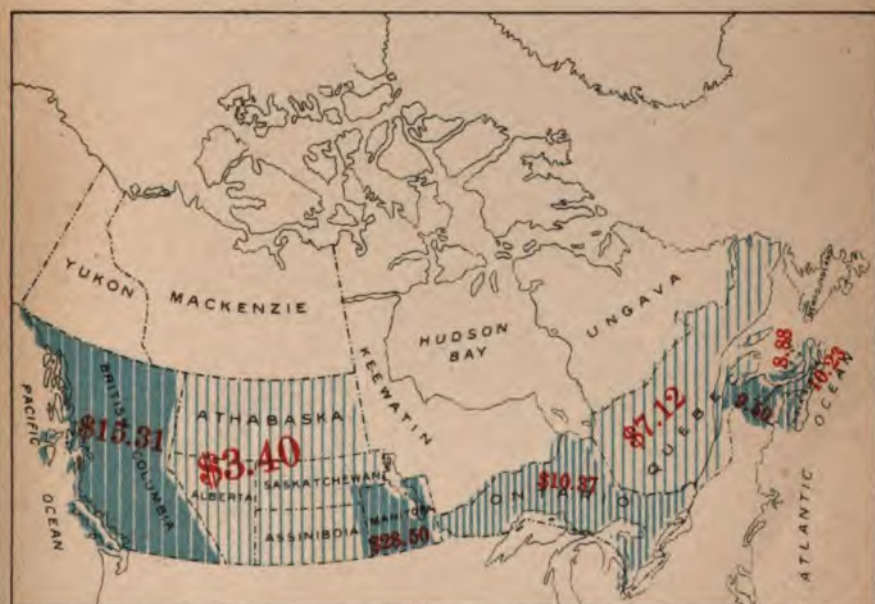 YUKON
MACKENZIE
UNGAVA
HUDSON
BAY
KEEWATIN
PACIFIC
OCEAN
BRITISH
COLUMBIA
$15.31
ATHABASKA
$3.40
ALBERTA
SASKATCHEWAN
ASSINIBOIA
MANITOBA
$28.50
ONTARIO
$10.37
QUEBEC
$7.12
8.88
ATLANTIC
OCEAN